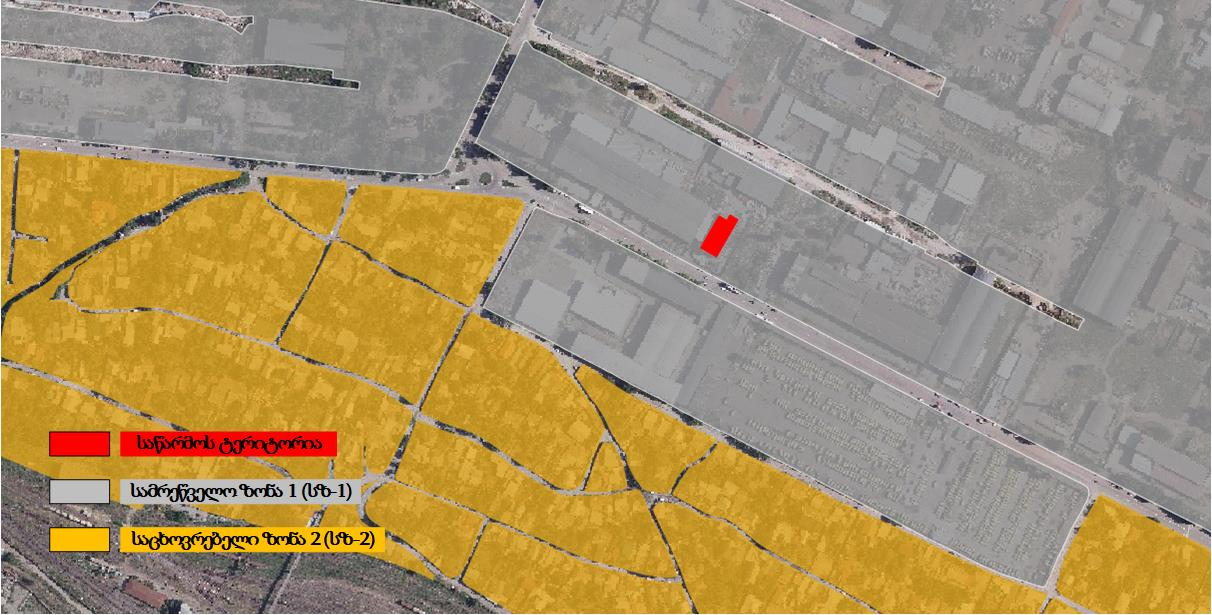 საწარმოს ტერიტორია
სამრეწველო ზონა 1 (სზ-1)
საცხოვრებელი ზონა 2 (სზ-2)